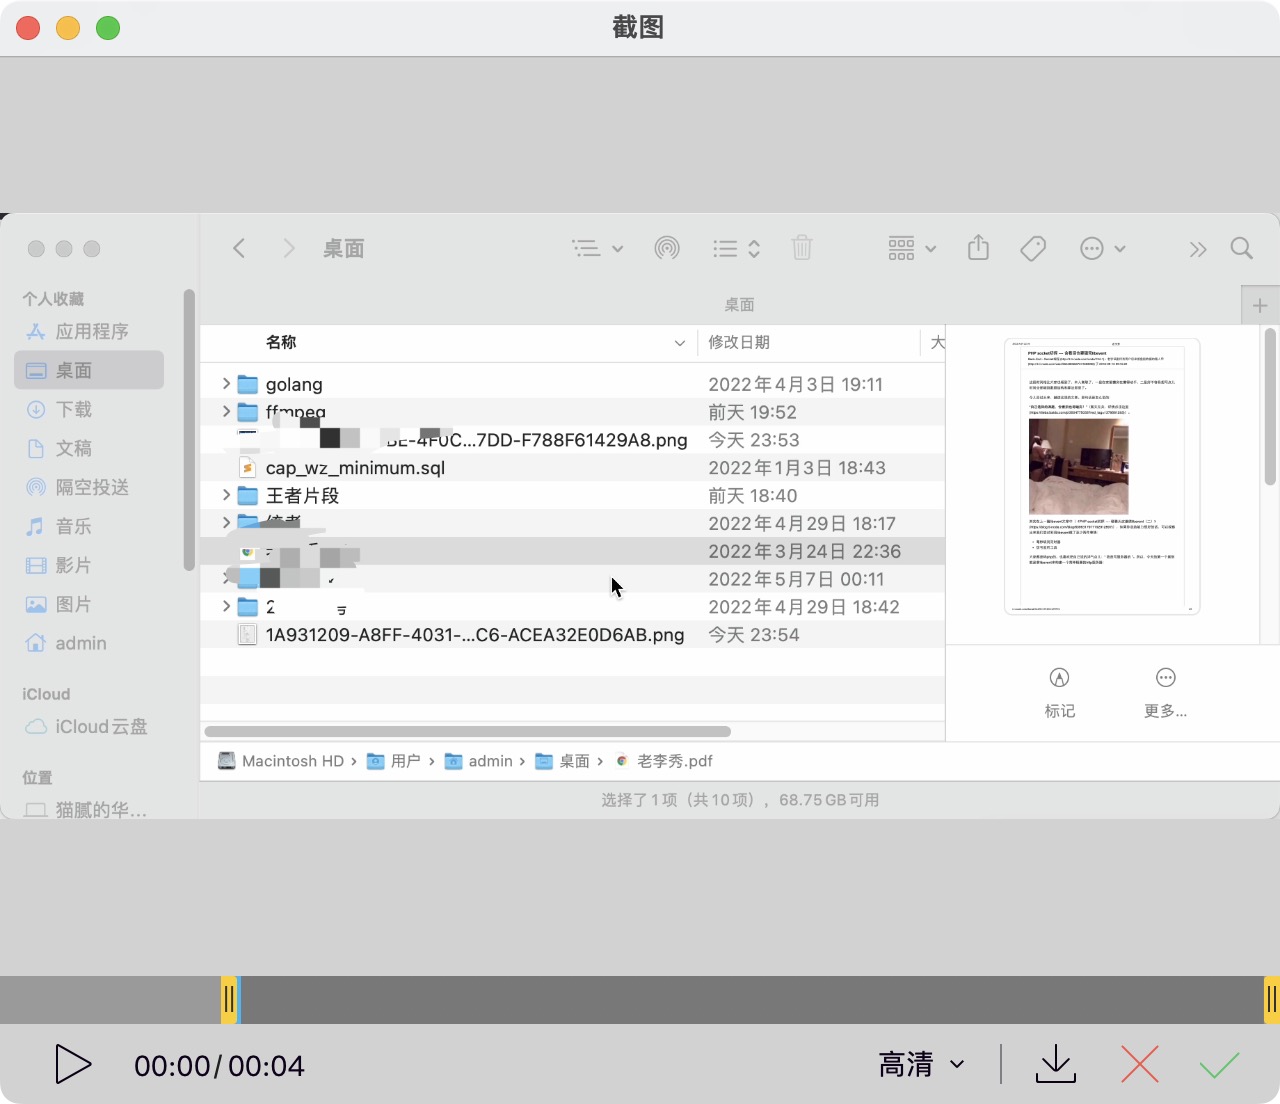 截图
桌面
个人收藏
应用程序
桌面
下载
文稿
隔空投送
音乐
影片
图片
admin
iCloud
iCloud云盘
位置
猫腻的华...
桌面
名称
修改日期
大
golang
2022年4月3日 19:11
ffmpeg
前天 19:52
BE-4F0C...7DD-F788F61429A8.png
今天 23:53
cap_wz_minimum.sql
2022年1月3日 18:43
王者片段
前天 18:40
2022年4月29日 18:17
2022年3月24日 22:36
2022年5月7日 00:11
2
2022年4月29日 18:42
1A931209-A8FF-4031-...C6-ACEA32E0D6AB.png
今天 23:54
标记
更多...
Macintosh HD › 用户 › admin › 桌面 › 老李秀.pdf
选择了1项（共10项），68.75 GB可用
00:00/00:04
高清